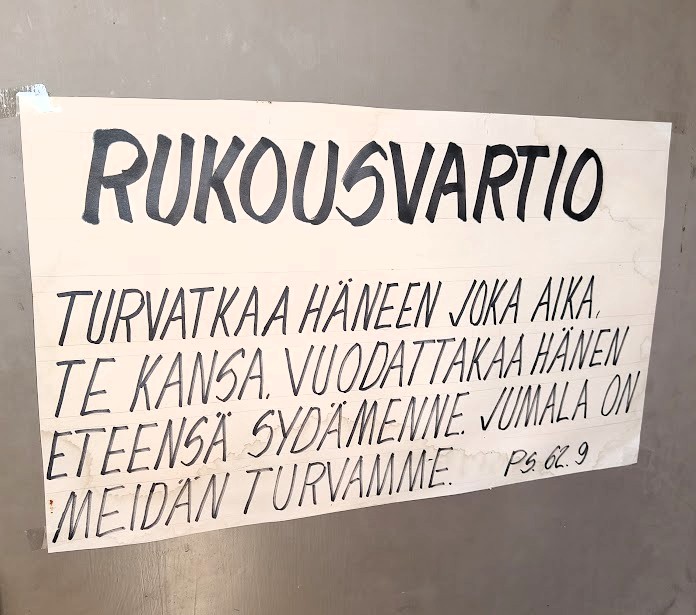 RUKOUSVARTIO
TURVATKAA HÄNEEN JOKA AIKA,
TE KANSA. VUODATTAKAA HÄNEN
ETEENSÄ SYDÄMENNE. JUMALA ON
MEIDÄN TURVAMME. PS. 62.9